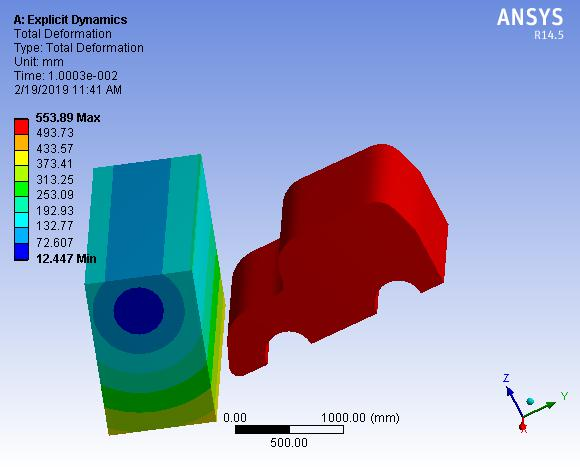 A: Explicit Dynamics
Total Deformation
Type: Total Deformation
Unit: mm
Time: 1.0003e-002
2/19/2019 11:41 AM
ANSYS
R14.5
553.89 Max
493.73
433.57
373.41
313.25
253.09
192.93
132.77
72.607
12.447 Min
Z
Y
X
0.00
1000.00 (mm)
500.00